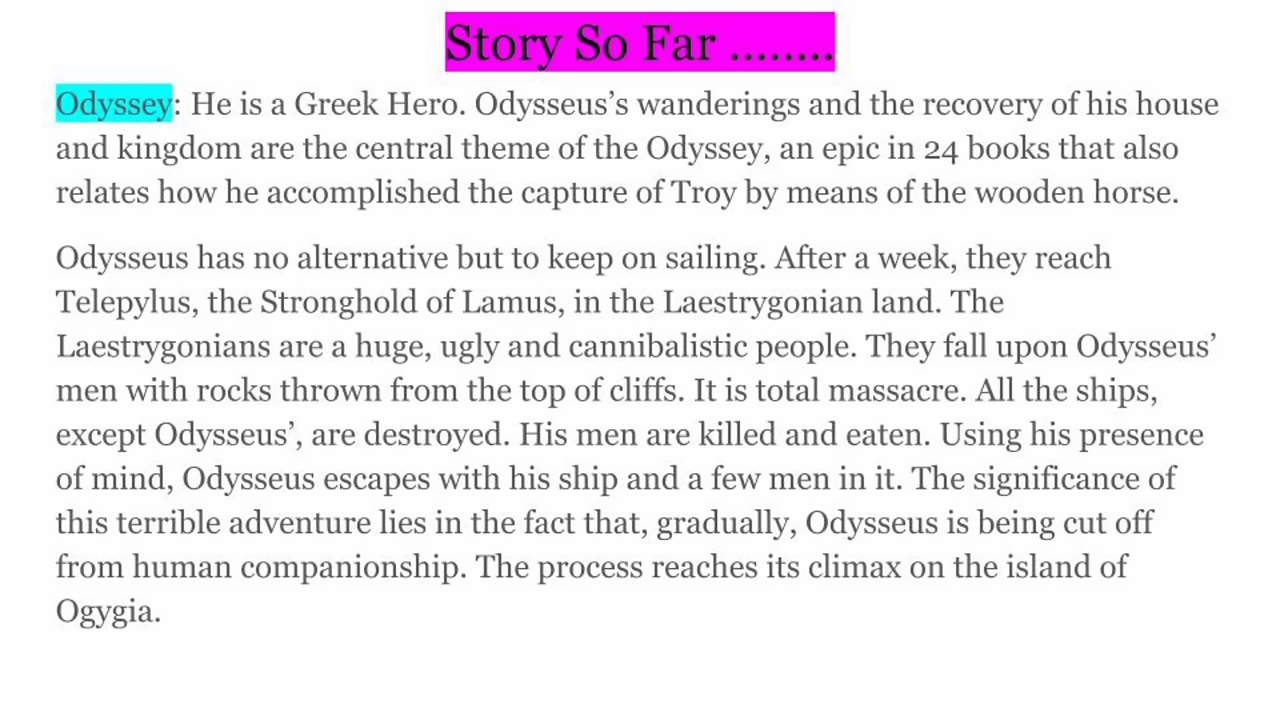 Story So Far ........
Odyssey: He is a Greek Hero. Odysseus’s wanderings and the recovery of his house
and kingdom are the central theme of the Odyssey, an epic in 24 books that also
relates how he accomplished the capture of Troy by means of the wooden horse.
Odysseus has no alternative but to keep on sailing. After a week, they reach
Telepylus, the Stronghold of Lamus, in the Laestrygonian land. The
Laestrygonians are a huge, ugly and cannibalistic people. They fall upon Odysseus’
men with rocks thrown from the top of cliffs. It is total massacre. All the ships,
except Odysseus’, are destroyed. His men are killed and eaten. Using his presence
of mind, Odysseus escapes with his ship and a few men in it. The significance of
this terrible adventure lies in the fact that, gradually, Odysseus is being cut off
from human companionship. The process reaches its climax on the island of
Ogygia.